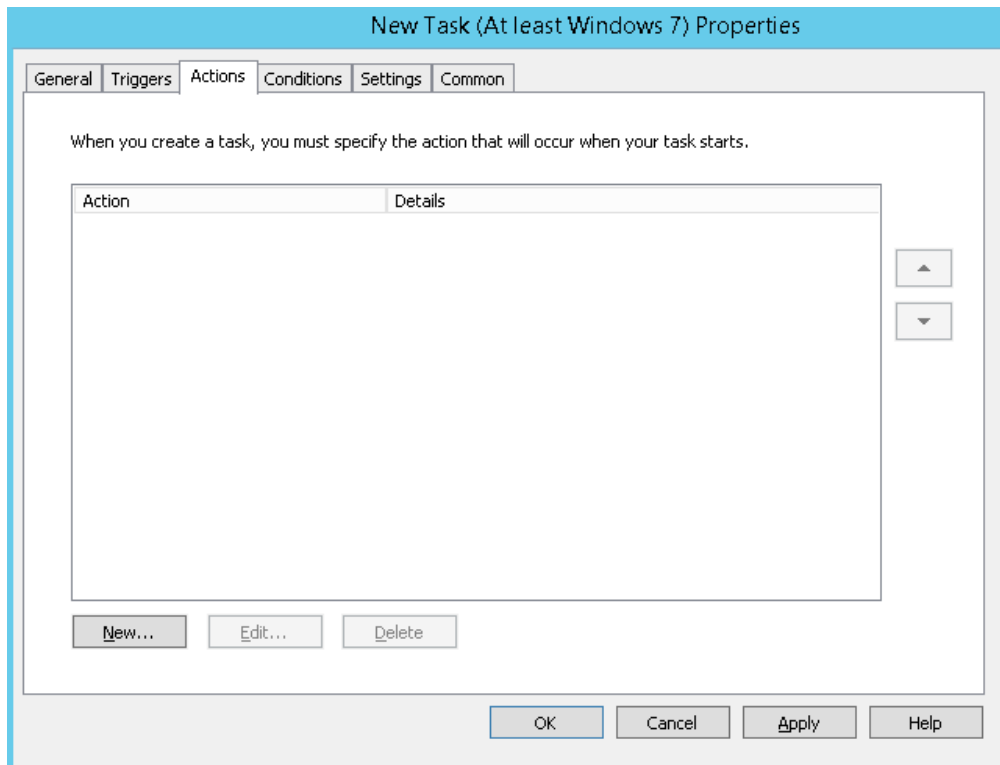 New Task (At least Windows 7) Properties
General Triggers Actions Conditions Settings Common
When you create a task, you must specify the action that will occur when your task starts.
Action Details
New... Edit... Delete
OK Cancel Apply Help